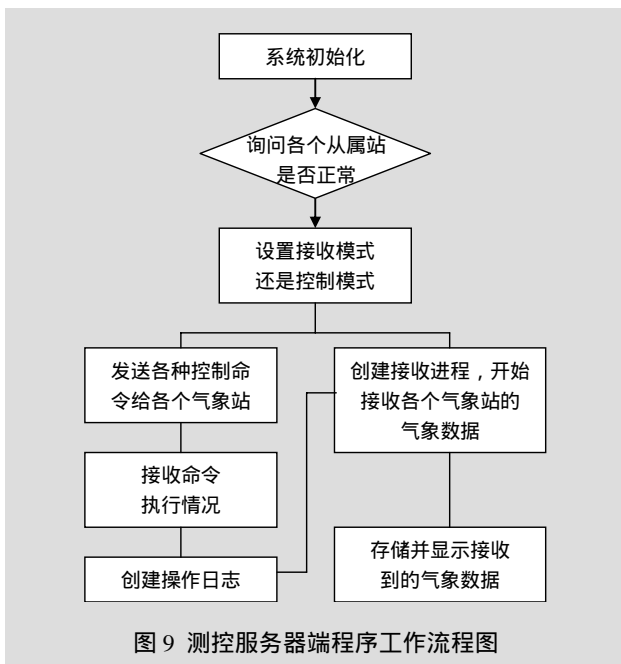 系统初始化
询问各个从属站
是否正常
设置接收模式
还是控制模式
发送各种控制命
令给各个气象站
接收命令
执行情况
创建操作日志
创建接收进程，开始
接收各个气象站的
气象数据
存储并显示接收
到的气象数据
图 9 测控服务器端程序工作流程图